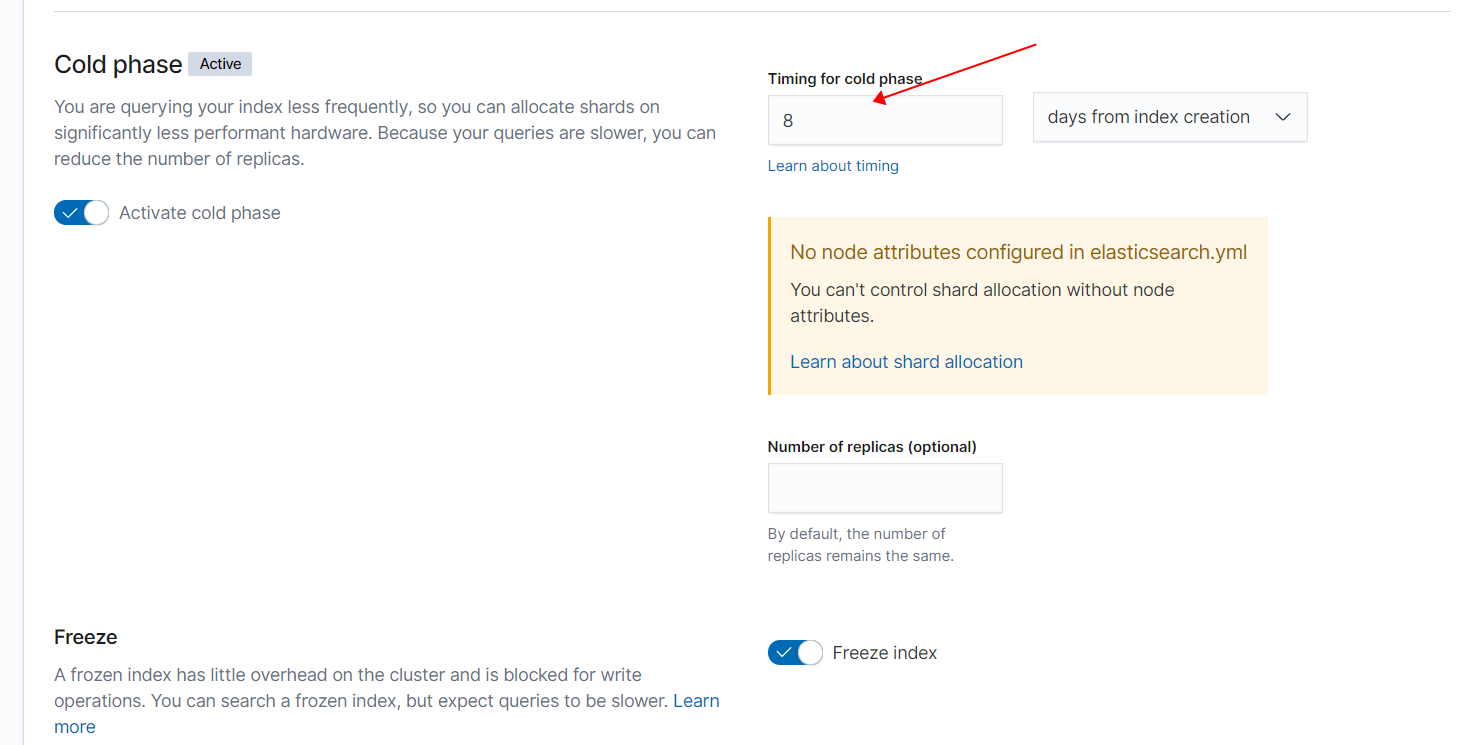 Cold phase Active
You are querying your index less frequently, so you can allocate shards on
significantly less performant hardware. Because your queries are slower, you can
reduce the number of replicas.
Activate cold phase
Timing for cold phase
8
days from index creation
Learn about timing
No node attributes configured in elasticsearch.yml
You can't control shard allocation without node
attributes.
Learn about shard allocation
Number of replicas (optional)
By default, the number of
replicas remains the same.
Freeze
A frozen index has little overhead on the cluster and is blocked for write
operations. You can search a frozen index, but expect queries to be slower. Learn
more
Freeze index